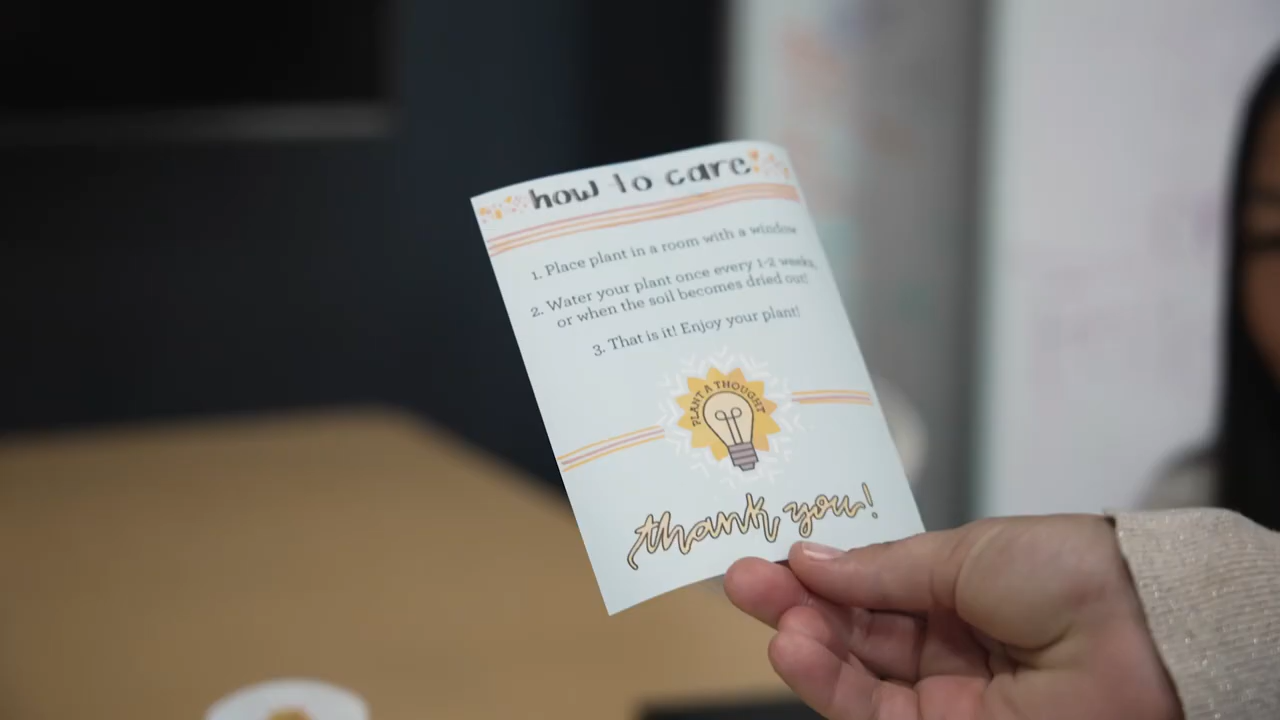 how to care
1. Place plant in a room with a window
2. Water your plant once every 1-2 weeks,
or when the soil becomes dried out!
3. That is it! Enjoy your plant!
PLANT A THOUGHT
thank you!